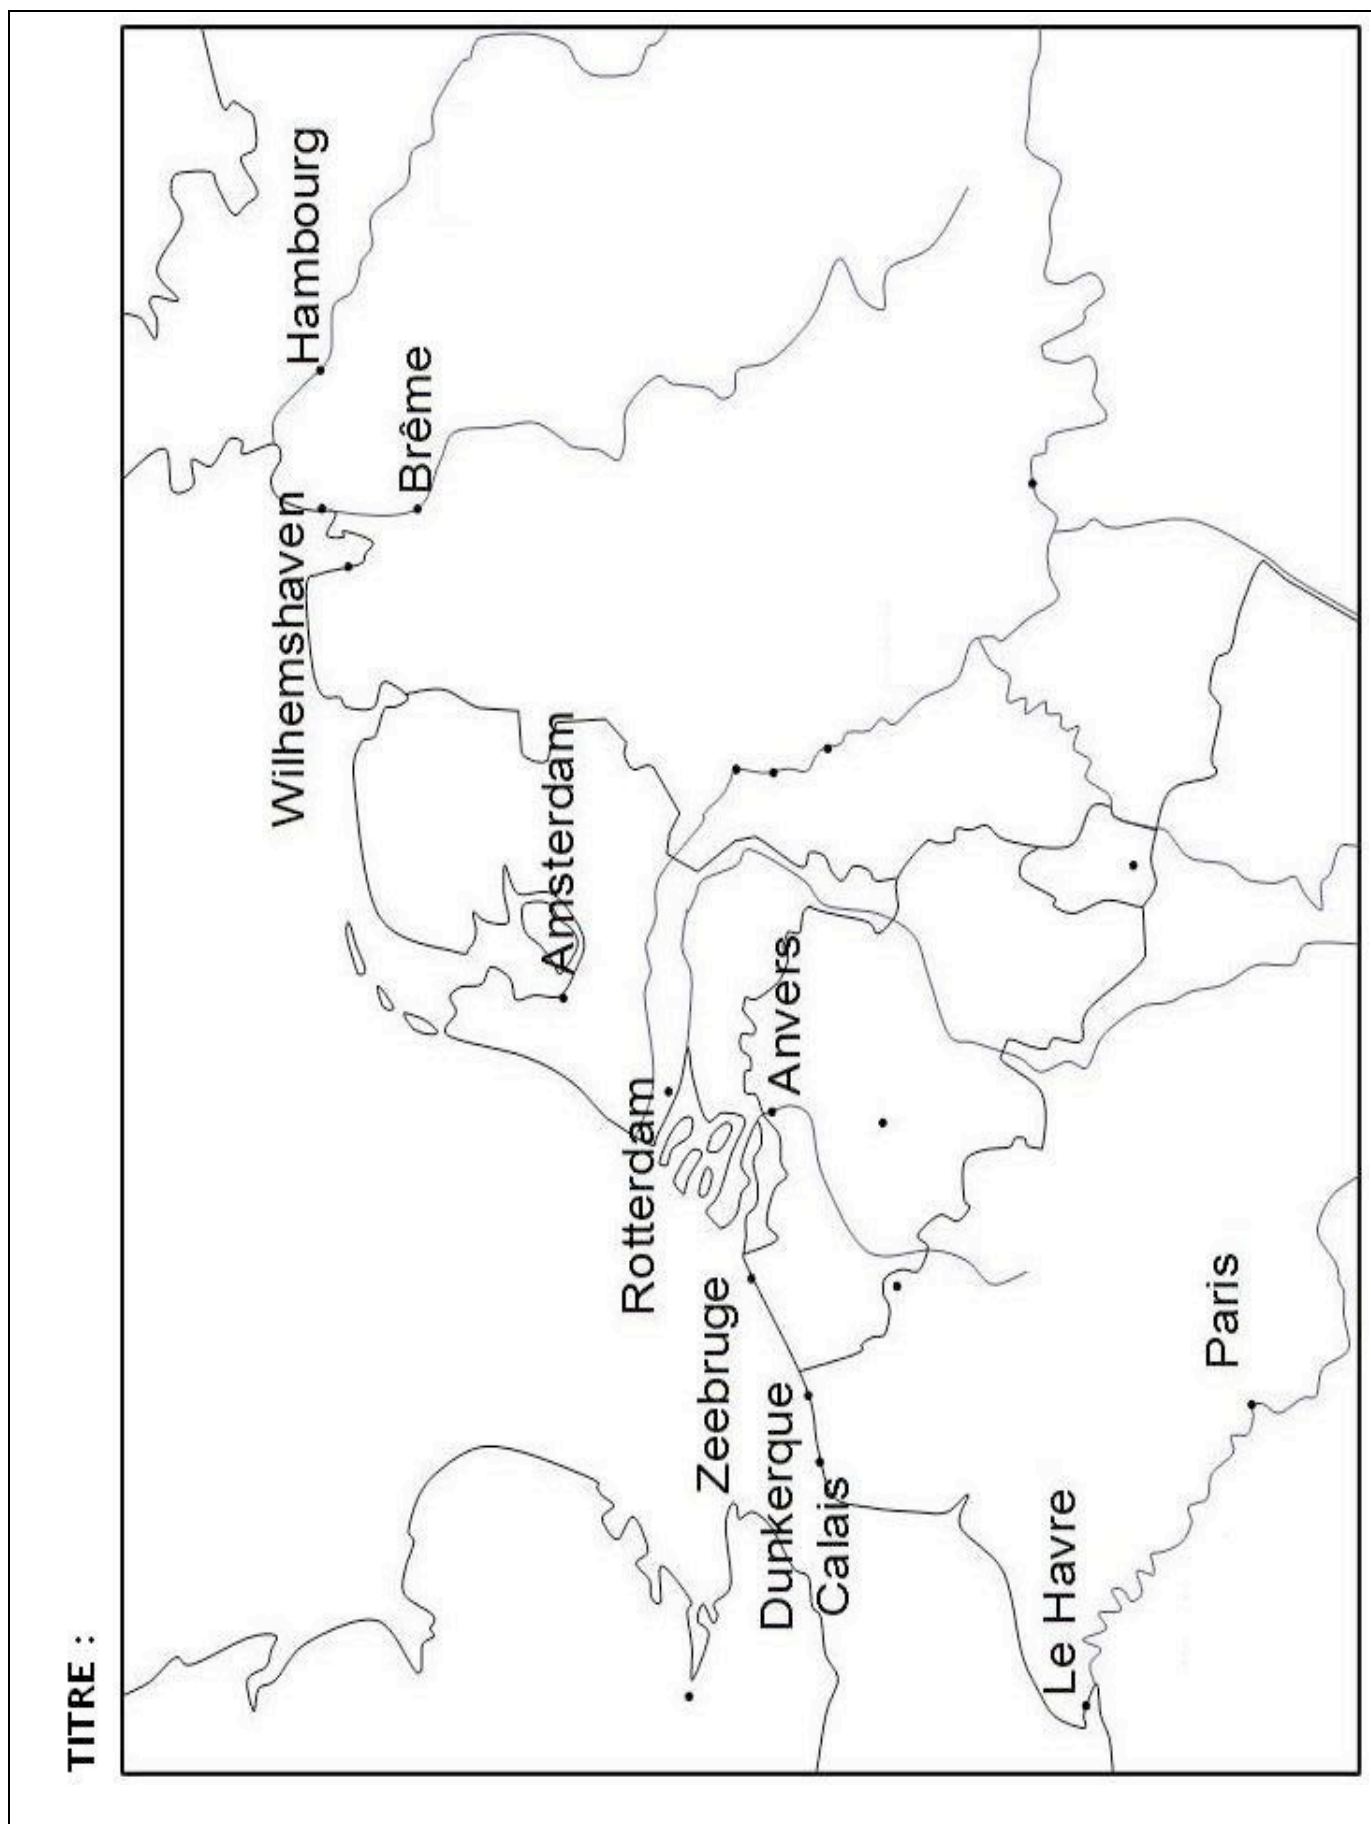 TITRE :
Hambourg
Brême
Wilhemshaven
Amsterdam
Rotterdam
Anvers
Zeebruge
Dunkerque
Calais
Le Havre
Paris